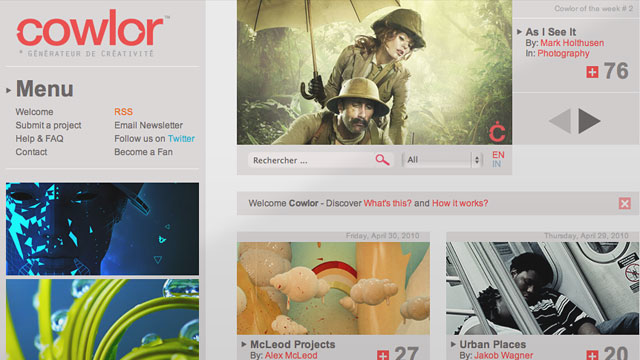 cowlor™
* GÉNÉRATEUR DE CRÉATIVITÉ
Menu
Welcome
Submit a project
Help & FAQ
Contact
RSS
Email Newsletter
Follow us on Twitter
Become a Fan
Cowlor of the week # 2
As I See It
By: Mark Holthusen
In: Photography
+ 76
Rechercher ...
All
EN
IN
Welcome Cowlor - Discover What's this? and How it works?
Friday, April 30, 2010
McLeod Projects
By: Alex McLeod
+ 27
Thursday, April 29, 2010
Urban Places
By: Jakob Wagner
+ 20